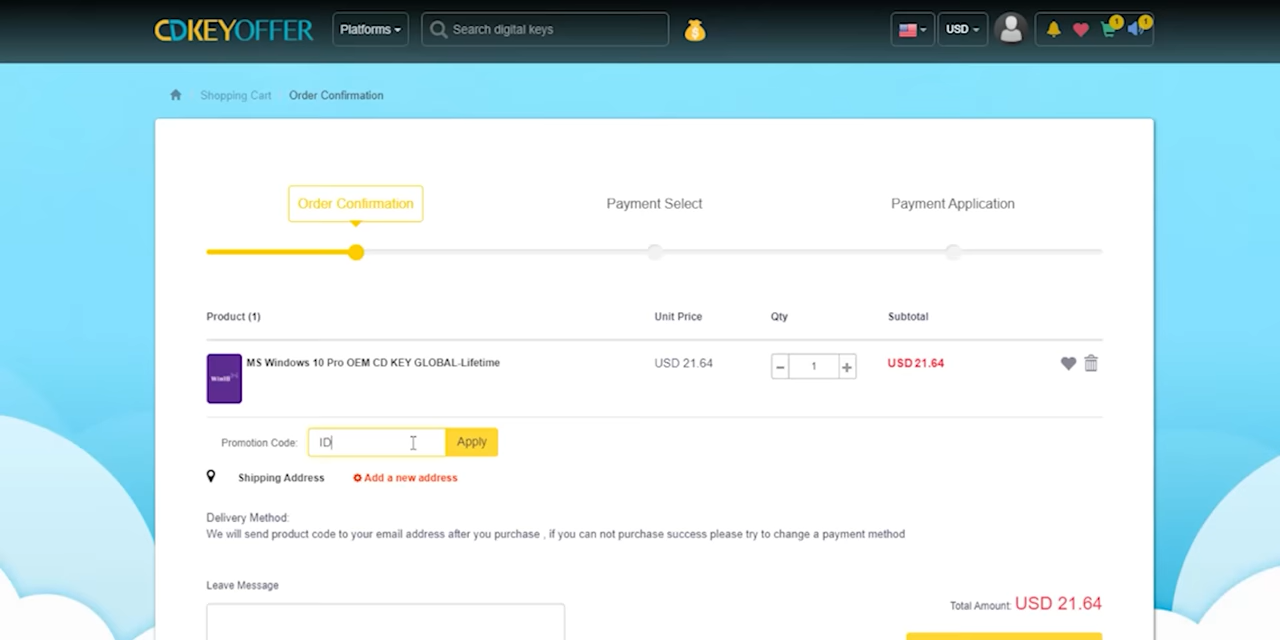 CDKEYOFFER
Platforms
Search digital keys
$
USD
1
1
Shopping Cart Order Confirmation
Order Confirmation Payment Select Payment Application
Product (1) Unit Price Qty Subtotal
MS Windows 10 Pro OEM CD KEY GLOBAL-Lifetime USD 21.64 − 1 + USD 21.64
Promotion Code: ID Apply
Shipping Address Add a new address
Delivery Method:
We will send product code to your email address after you purchase , if you can not purchase success please try to change a payment method
Leave Message
Total Amount: USD 21.64